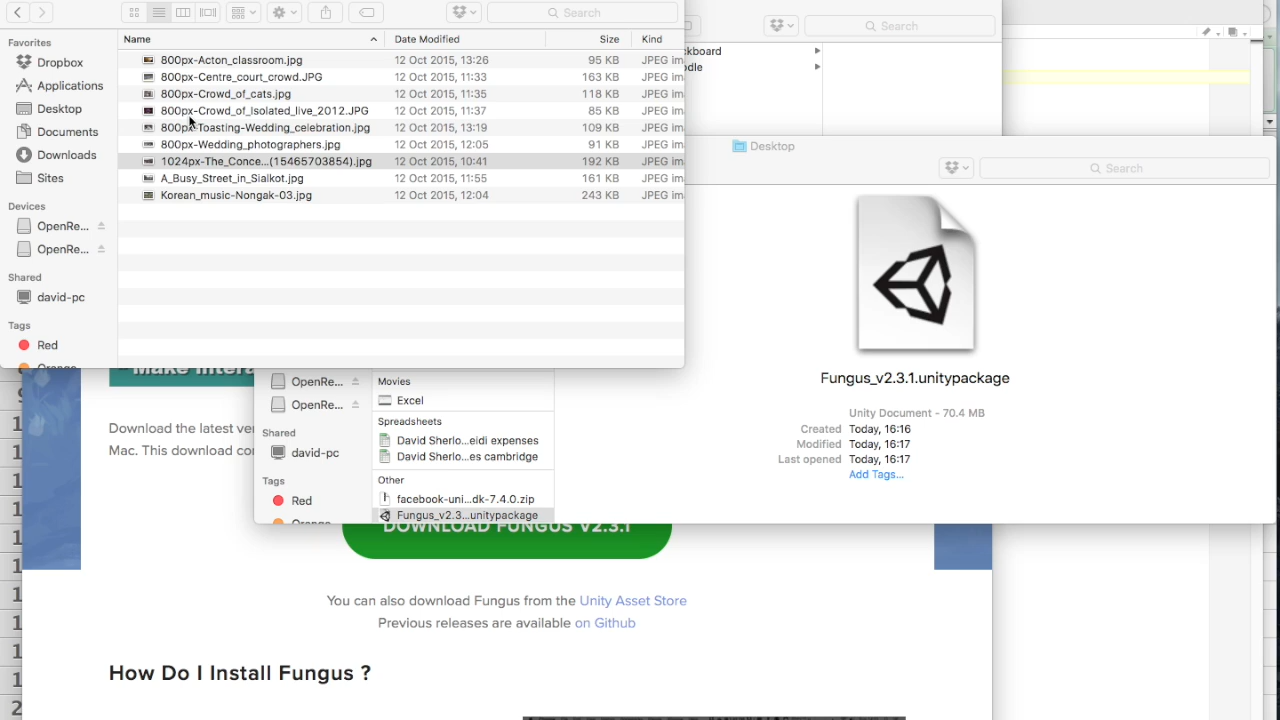 Search
Search
Favorites
Dropbox
Applications
Desktop
Documents
Downloads
Sites
Devices
OpenRe...
OpenRe...
Shared
david-pc
Tags
Red
Orange
Name Date Modified Size Kind
800px-Acton_classroom.jpg 12 Oct 2015, 13:26 95 KB JPEG im
800px-Centre_court_crowd.JPG 12 Oct 2015, 11:33 163 KB JPEG im
800px-Crowd_of_cats.jpg 12 Oct 2015, 11:35 118 KB JPEG im
800px-Crowd_of_Isolated_live_2012.JPG 12 Oct 2015, 11:37 85 KB JPEG im
800px-Toasting-Wedding_celebration.jpg 12 Oct 2015, 13:19 109 KB JPEG im
800px-Wedding_photographers.jpg 12 Oct 2015, 12:05 91 KB JPEG im
1024px-The_Conce...(15465703854).jpg 12 Oct 2015, 10:41 192 KB JPEG im
A_Busy_Street_in_Sialkot.jpg 12 Oct 2015, 11:55 161 KB JPEG im
Korean_music-Nongak-03.jpg 12 Oct 2015, 12:04 243 KB JPEG im
ckboard
dle
Desktop
Search
Fungus_v2.3.1.unitypackage
Unity Document - 70.4 MB
Created Today, 16:16
Modified Today, 16:17
Last opened Today, 16:17
Add Tags...
OpenRe...
OpenRe...
Shared
david-pc
Tags
Red
Orange
Movies
Excel
Spreadsheets
David Sherlo...eidi expenses
David Sherlo...es cambridge
Other
facebook-uni...dk-7.4.0.zip
Fungus_v2.3...unitypackage
Make Intera
Download the latest ve
Mac. This download co
DOWNLOAD FUNGUS V2.3.1
You can also download Fungus from the Unity Asset Store
Previous releases are available on Github
How Do I Install Fungus ?